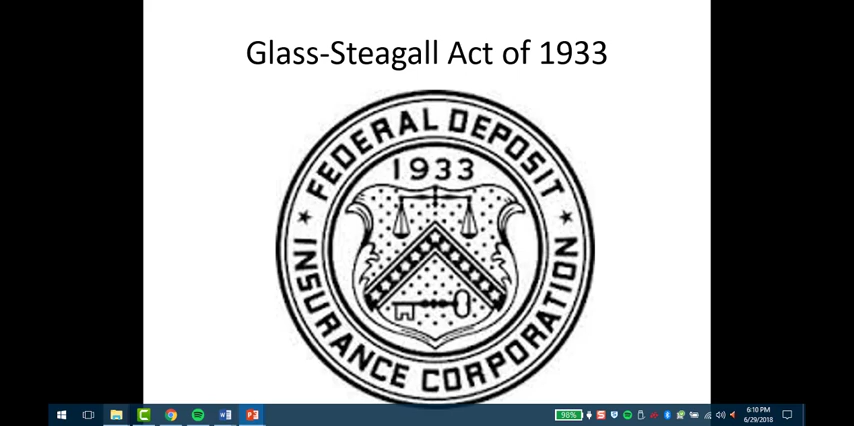 Glass-Steagall Act of 1933
FEDERAL DEPOSIT
INSURANCE CORPORATION
1933
98%
6:10 PM
6/29/2018